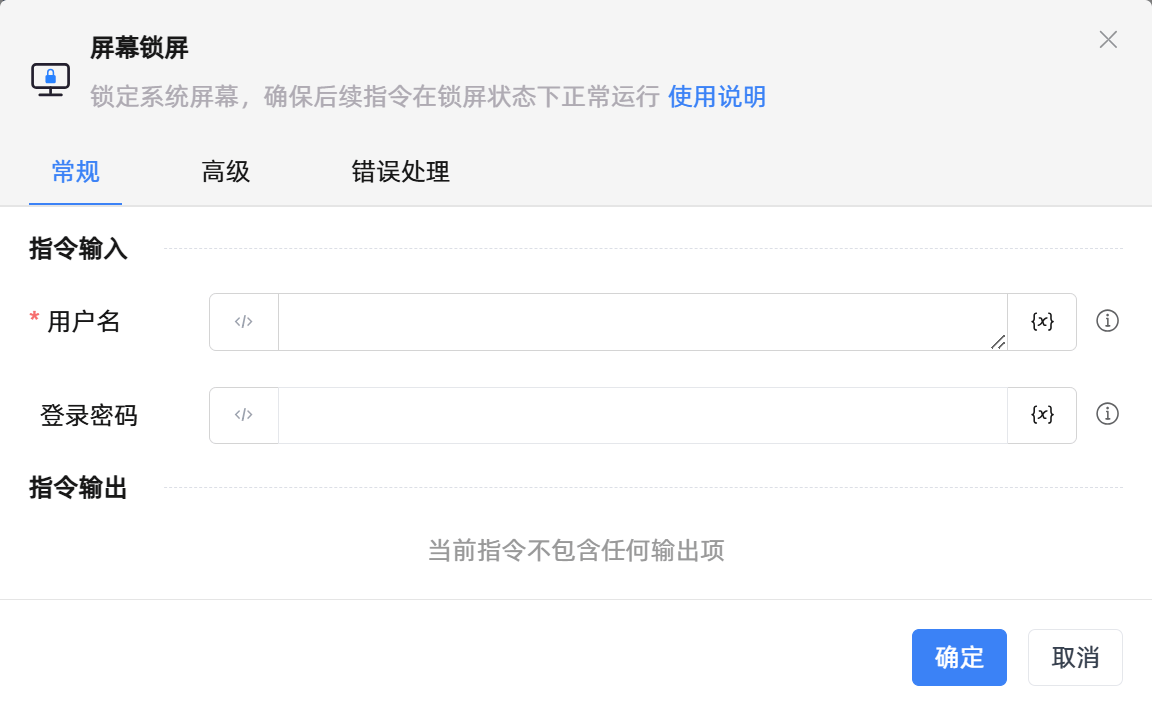 屏幕锁屏
锁定系统屏幕，确保后续指令在锁屏状态下正常运行 使用说明
常规 高级 错误处理
指令输入
* 用户名 </> {x}
登录密码 </> {x}
指令输出
当前指令不包含任何输出项
确定 取消